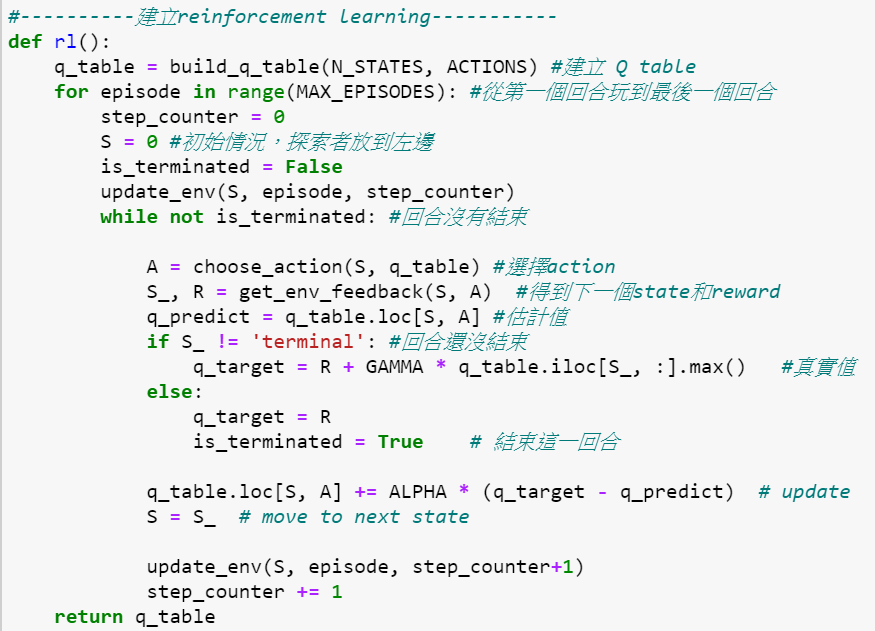 #----------建立reinforcement learning-----------
def rl():
    q_table = build_q_table(N_STATES, ACTIONS) #建立 Q table
    for episode in range(MAX_EPISODES): #從第一個回合玩到最後一個回合
        step_counter = 0
        S = 0 #初始情況，探索者放到左邊
        is_terminated = False
        update_env(S, episode, step_counter)
        while not is_terminated: #回合沒有結束
            A = choose_action(S, q_table) #選擇action
            S_, R = get_env_feedback(S, A)  #得到下一個state和reward
            q_predict = q_table.loc[S, A] #估計值
            if S_ != 'terminal': #回合還沒結束
                q_target = R + GAMMA * q_table.iloc[S_, :].max()   #真實值
            else:
                q_target = R
                is_terminated = True    # 結束這一回合
            q_table.loc[S, A] += ALPHA * (q_target - q_predict)  # update
            S = S_  # move to next state
            update_env(S, episode, step_counter+1)
            step_counter += 1
    return q_table